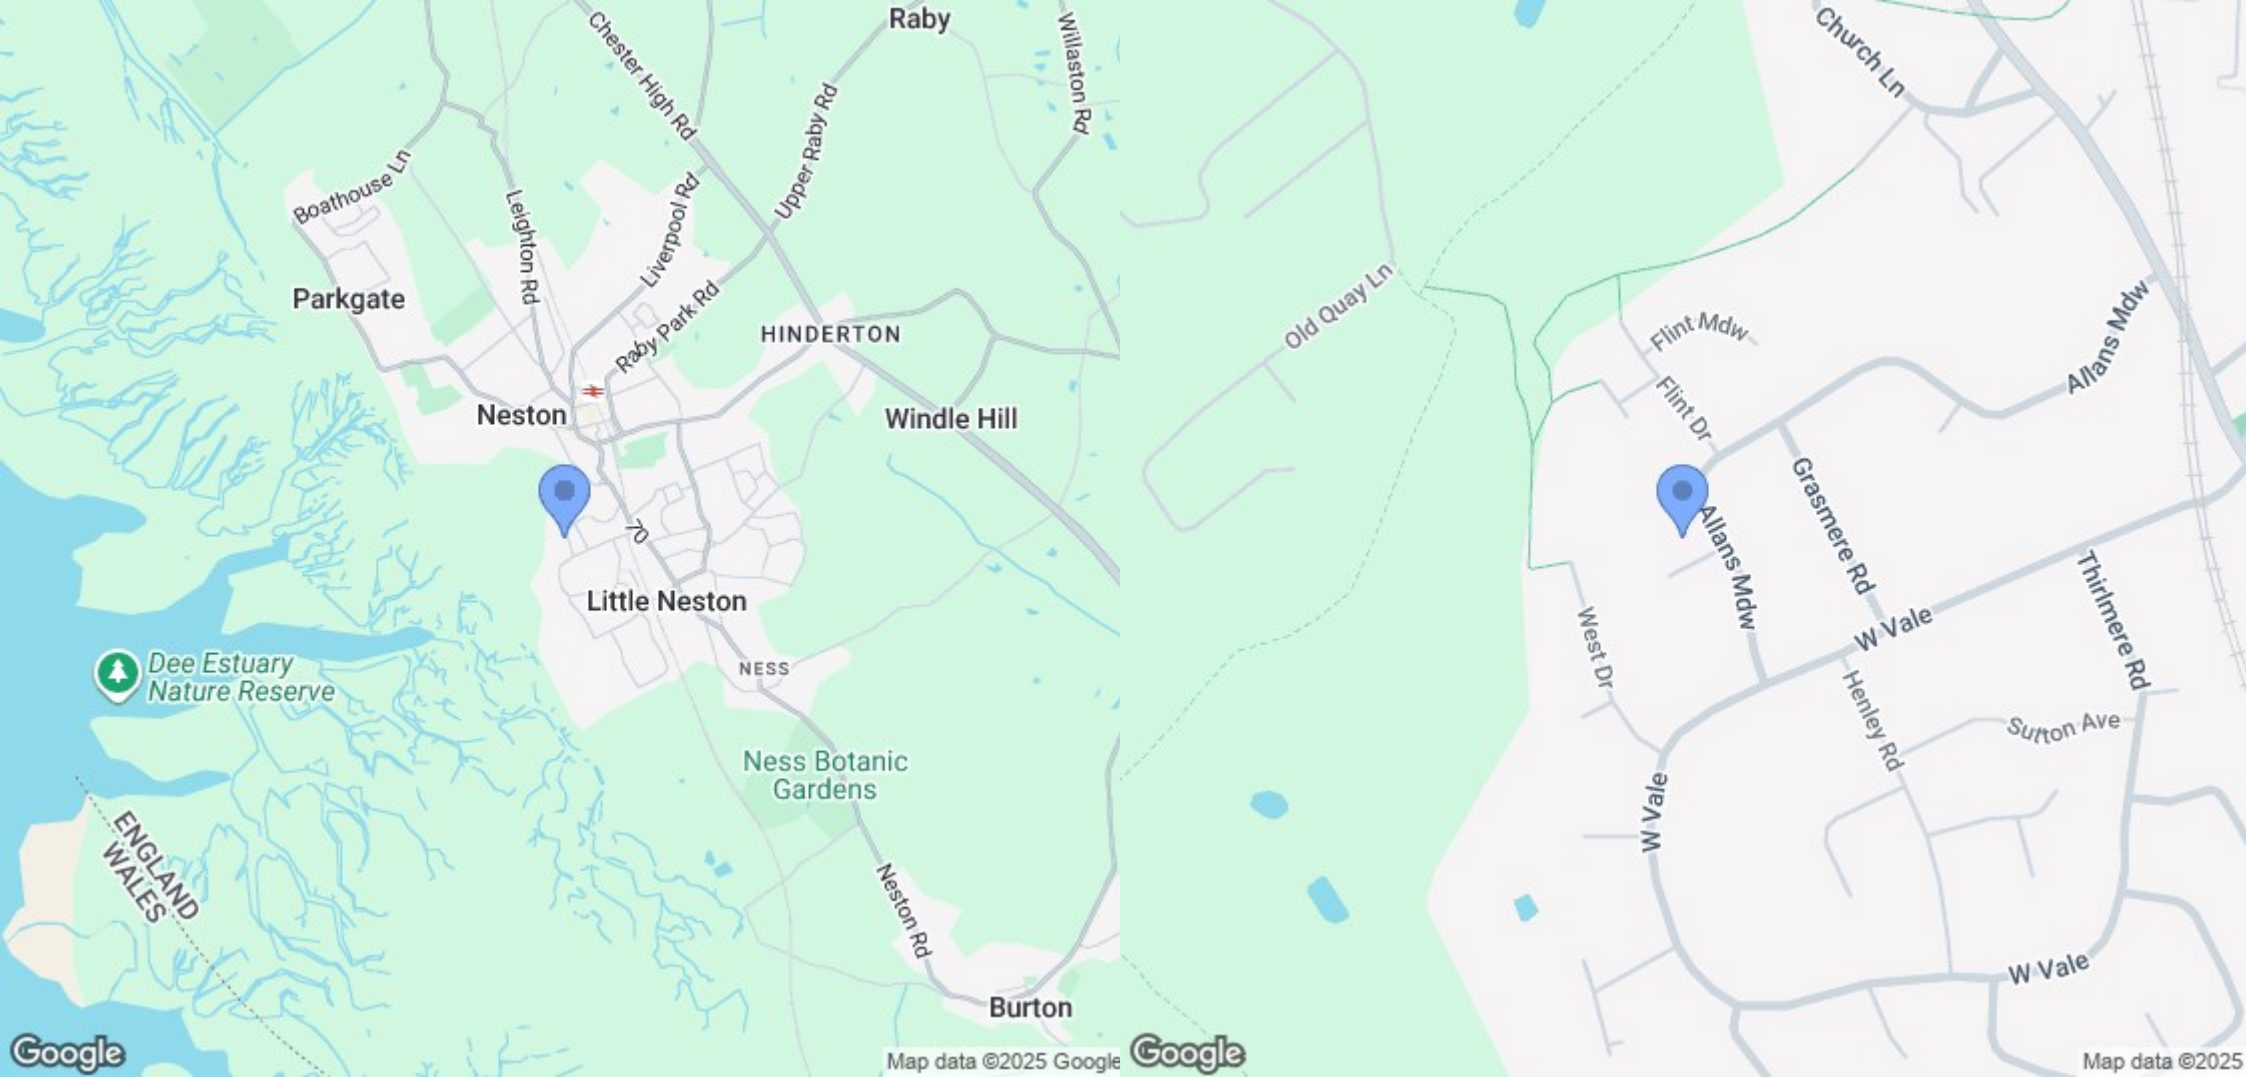 Raby
Chester High Rd
Willaston Rd
Upper Raby Rd
Boathouse Ln
Leighton Rd
Liverpool Rd
Parkgate
Raby Park Rd
HINDERTON
Neston
Windle Hill
70
Little Neston
NESS
Dee Estuary
Nature Reserve
Ness Botanic
Gardens
ENGLAND
WALES
Neston Rd
Burton
Google
Map data ©2025 Google
Church Ln
Old Quay Ln
Flint Mdw
Allans Mdw
Flint Dr
Grasmere Rd
Allans Mdw
Thirlmere Rd
W Vale
West Dr
Henley Rd
Sutton Ave
W Vale
W Vale
Google
Map data ©2025